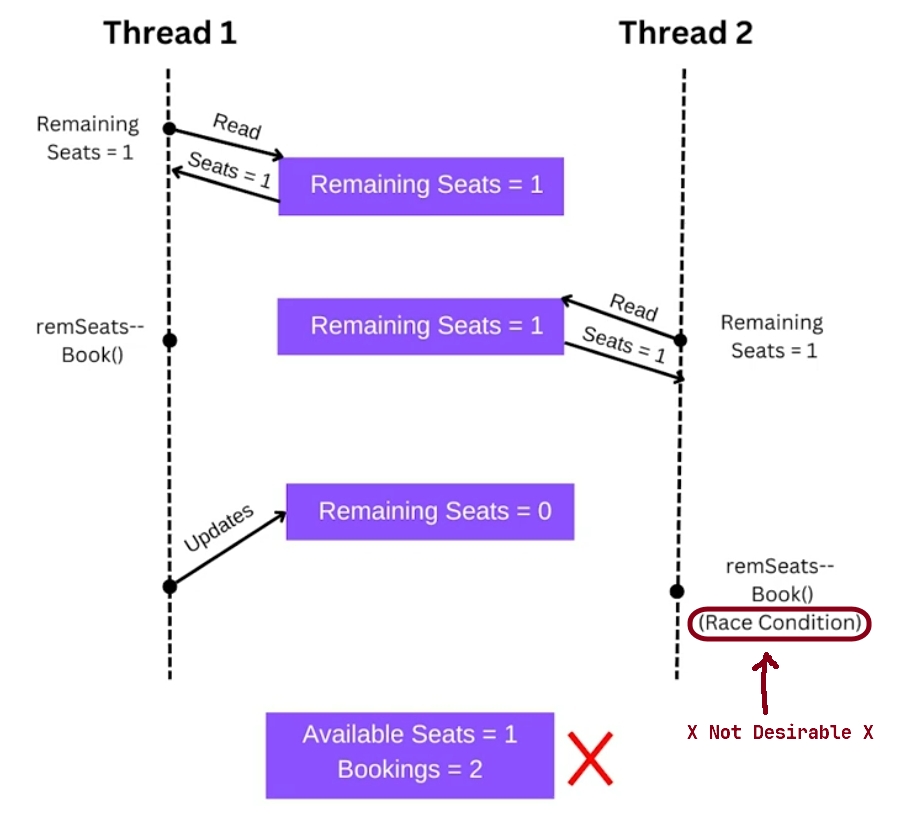 Thread 1
Thread 2
Remaining
Seats = 1
Read
Seats = 1
Remaining Seats = 1
remSeats--
Book()
Remaining Seats = 1
Read
Seats = 1
Remaining
Seats = 1
Updates
Remaining Seats = 0
remSeats--
Book()
(Race Condition)
X Not Desirable X
Available Seats = 1
Bookings = 2